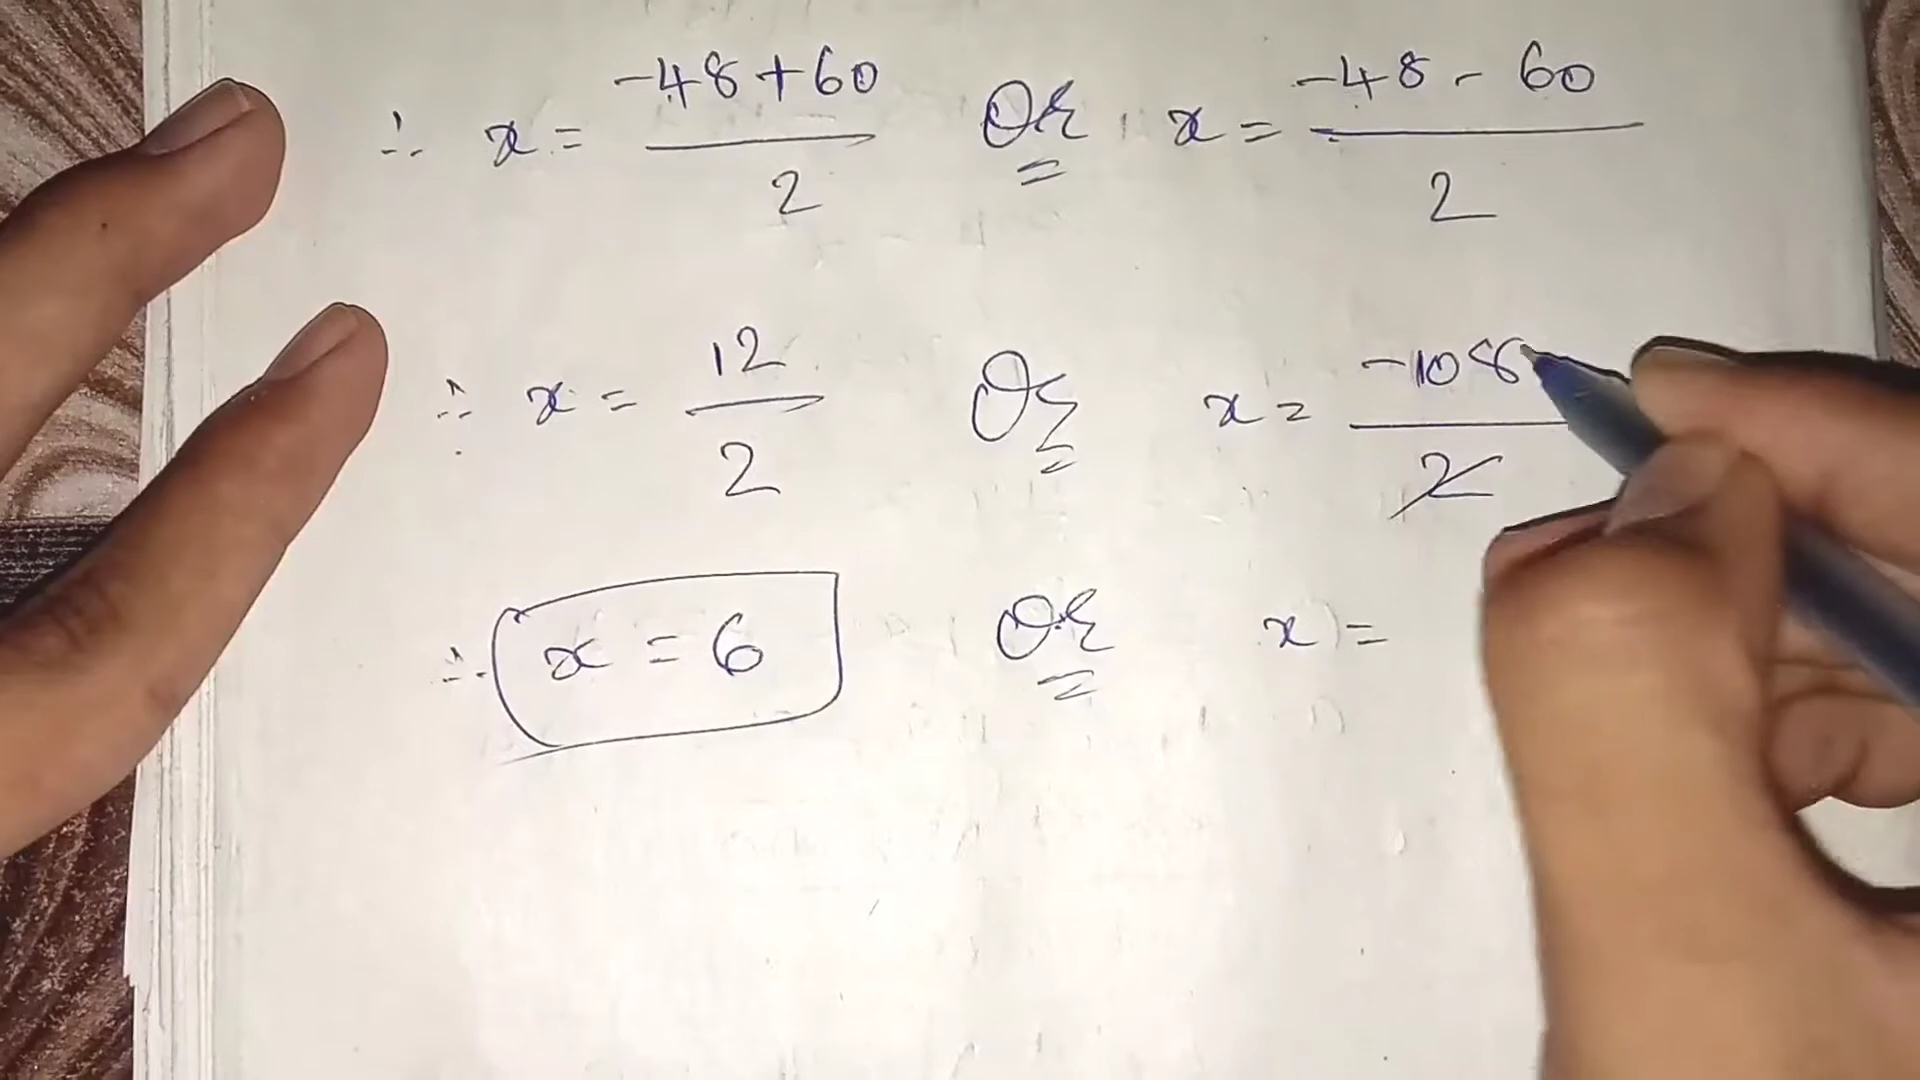 ∴ x = -48+60 / 2 Or x = -48 - 60 / 2
∴ x = 12 / 2 Or x = -108 / 2
∴ x = 6 Or x =